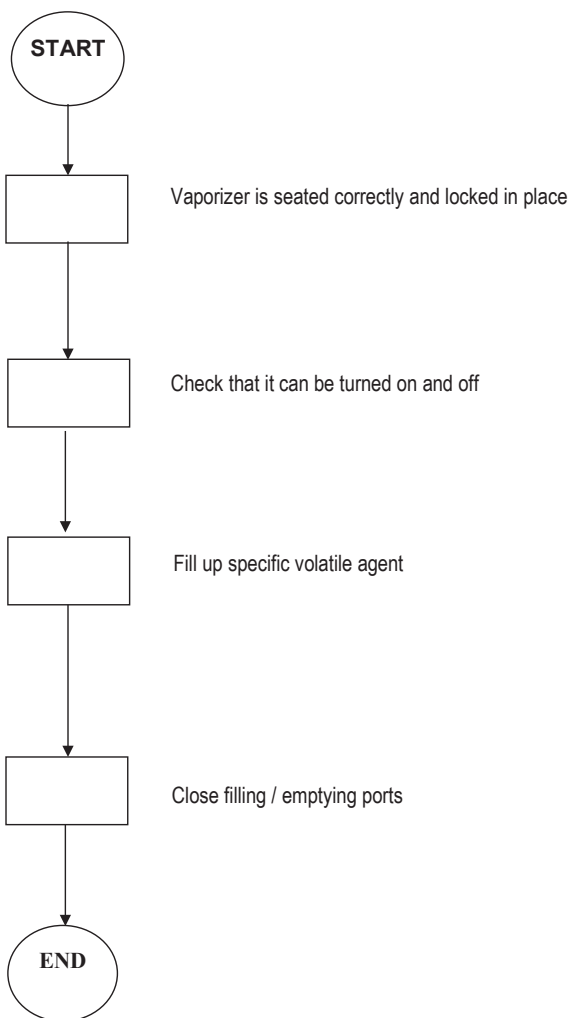 START
Vaporizer is seated correctly and locked in place
Check that it can be turned on and off
Fill up specific volatile agent
Close filling / emptying ports
END